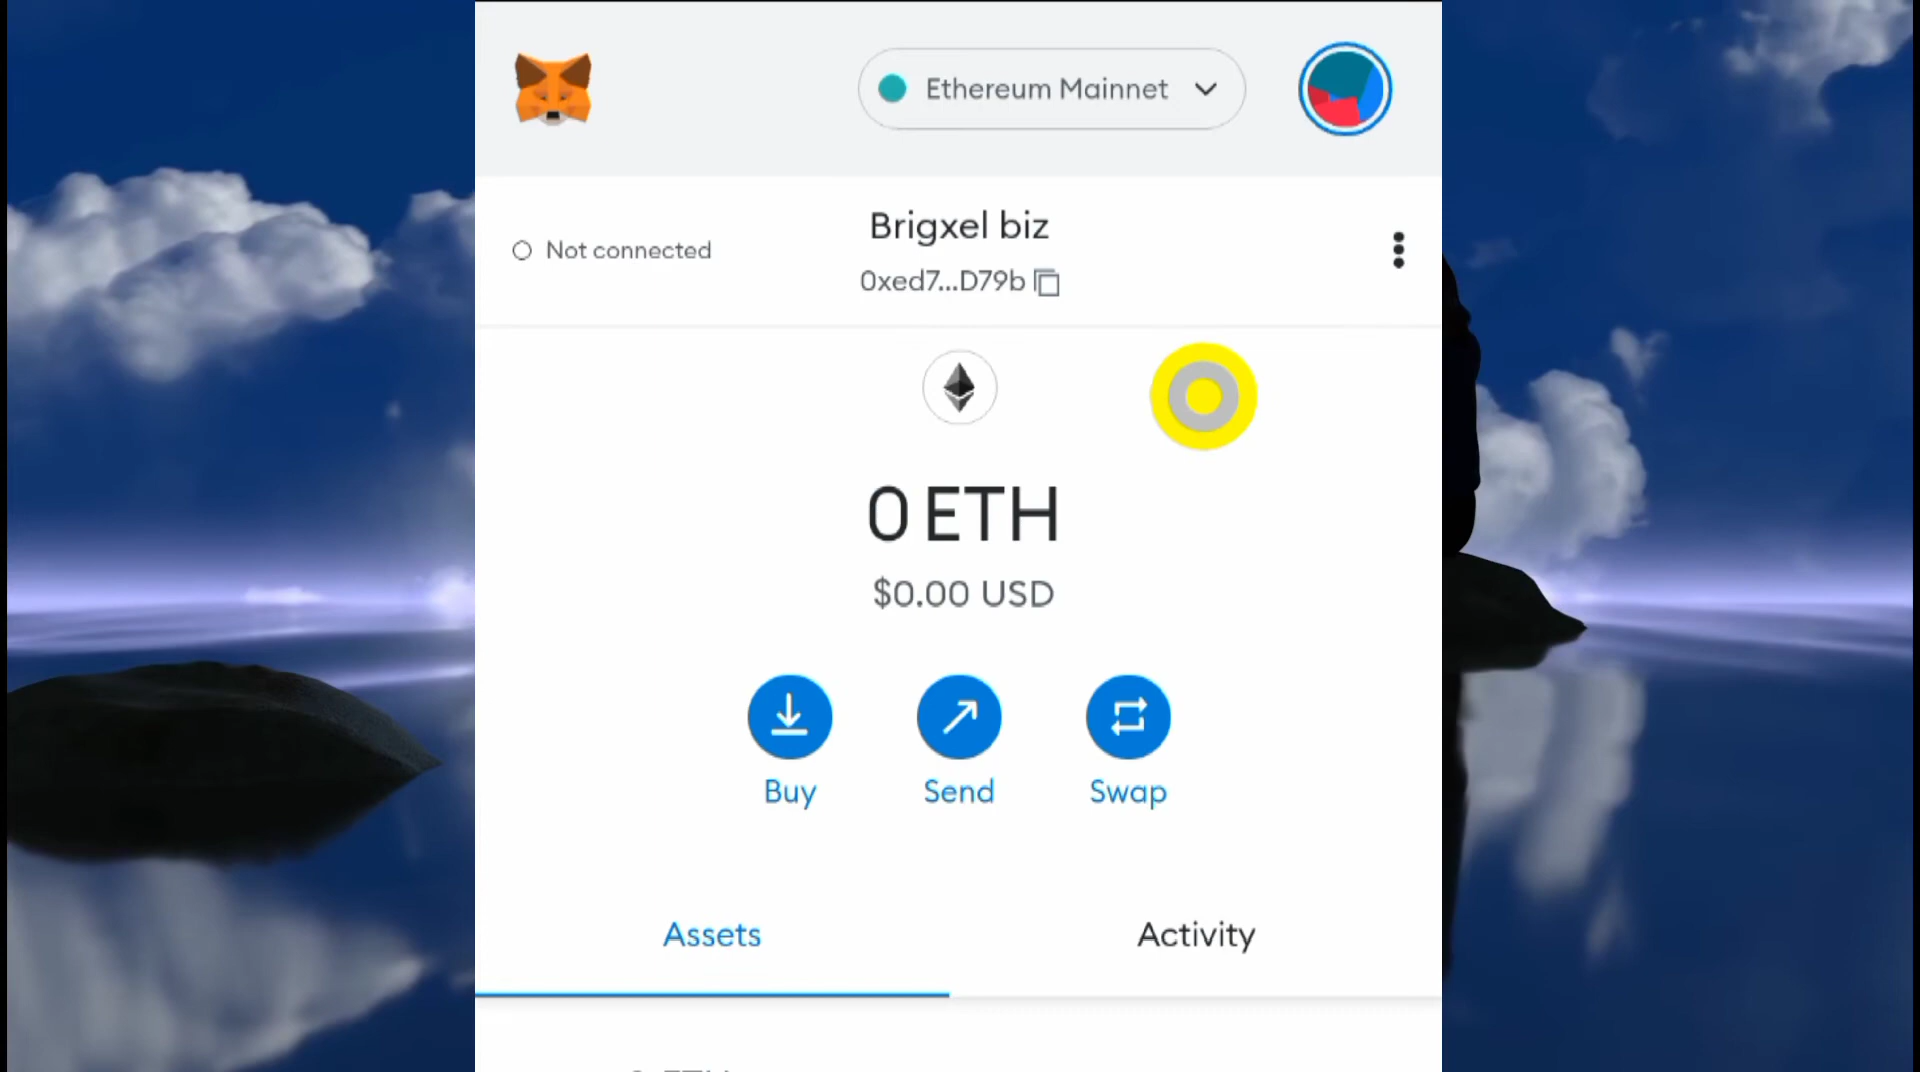 Ethereum Mainnet
Not connected
Brigxel biz
0xed7...D79b
0 ETH
$0.00 USD
Buy Send Swap
Assets Activity